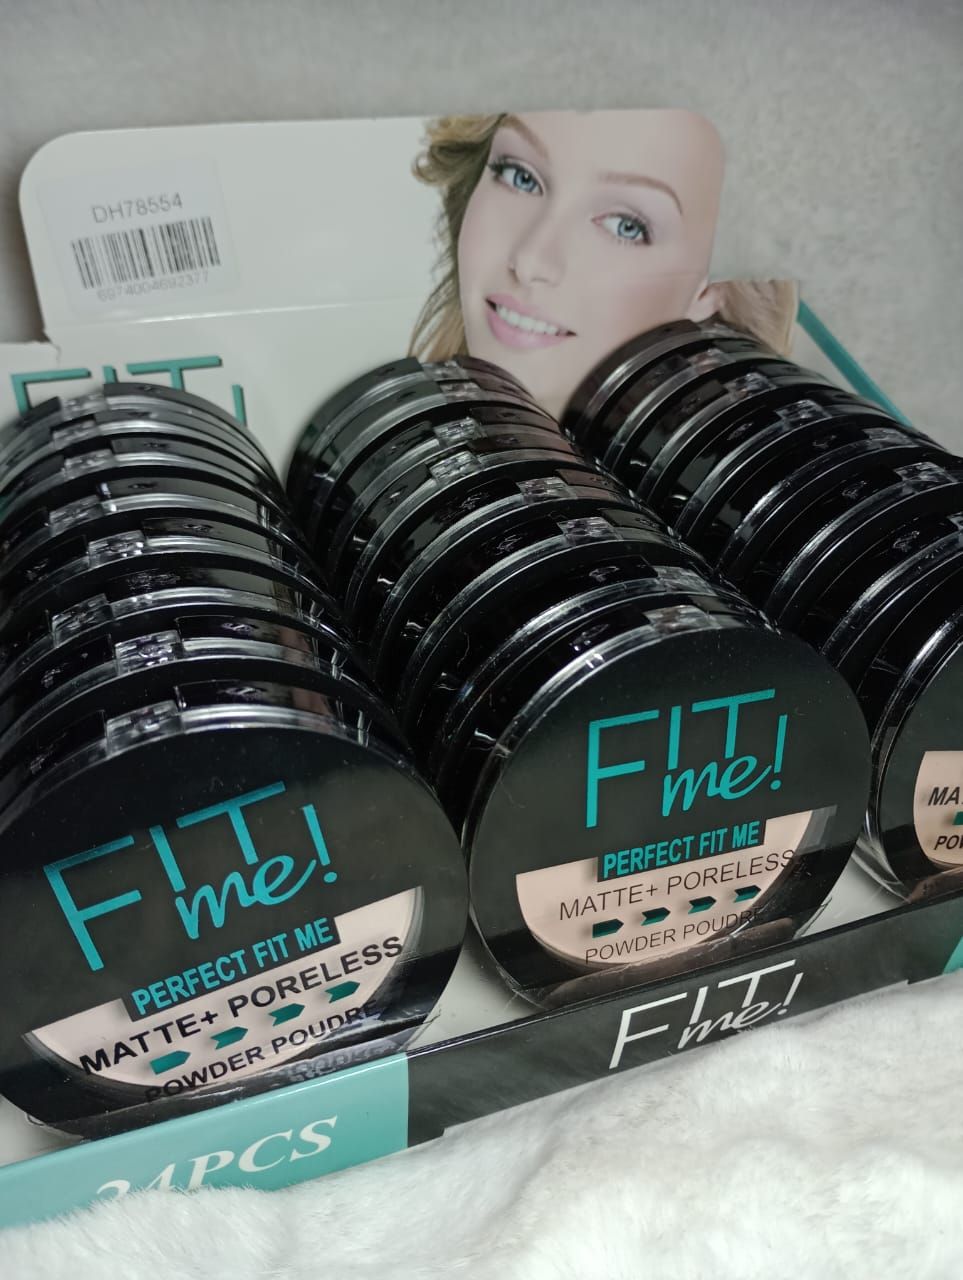 DH78554
6974004692377
FIT
FIT
me!
PERFECT FIT ME
MATTE+ PORELESS
POWDER POUDRE
FIT
me!
PERFECT FIT ME
MATTE+ PORELESS
POWDER POUDRE
FIT
me!
24PCS